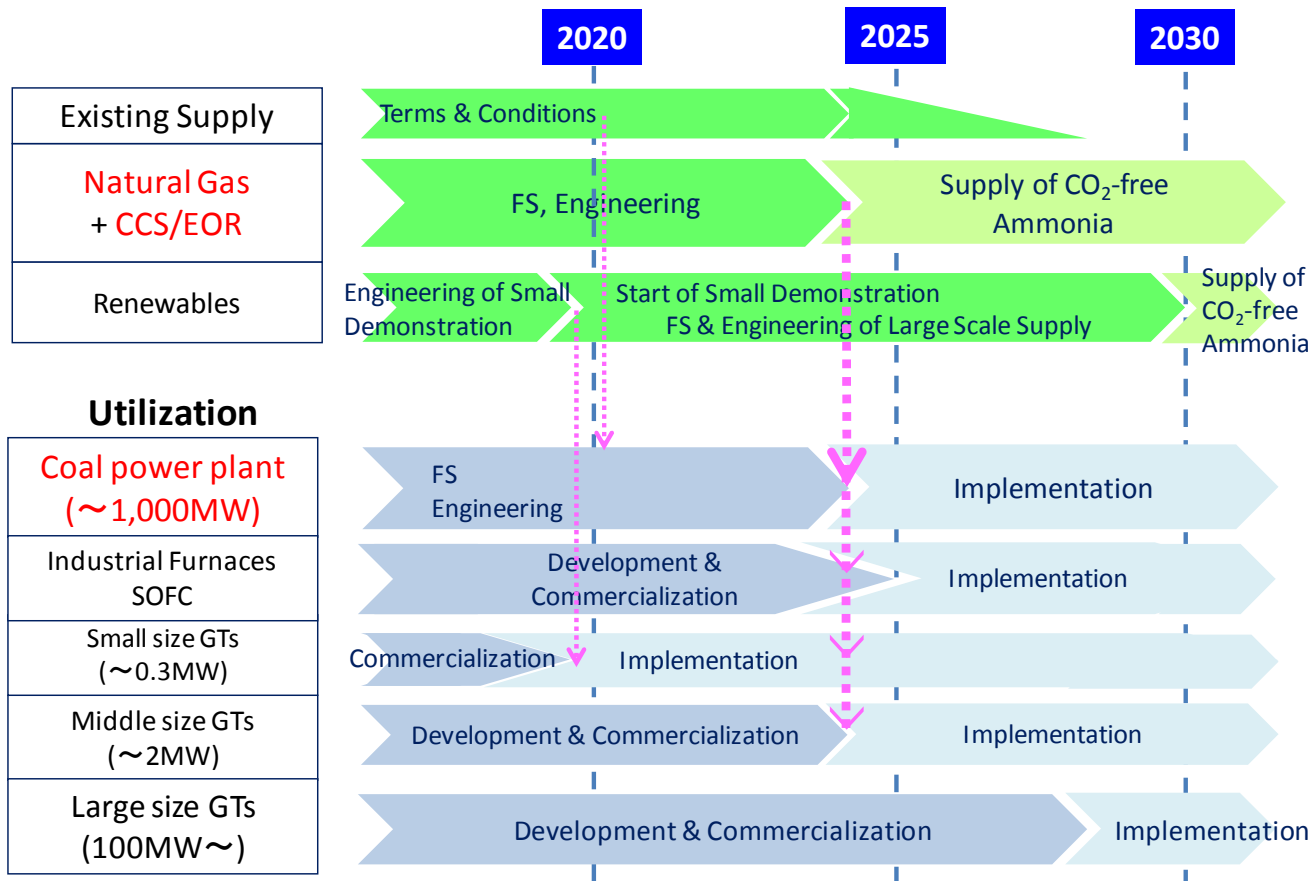 2020
2025
2030
Existing Supply
Terms & Conditions
Natural Gas
+ CCS/EOR
FS, Engineering
Supply of CO₂-free
Ammonia
Renewables
Engineering of Small
Demonstration
Start of Small Demonstration
FS & Engineering of Large Scale Supply
Supply of
CO₂-free
Ammonia
Utilization
Coal power plant
(～1,000MW)
FS
Engineering
Implementation
Industrial Furnaces
SOFC
Development &
Commercialization
Implementation
Small size GTs
(～0.3MW)
Commercialization
Implementation
Middle size GTs
(～2MW)
Development & Commercialization
Implementation
Large size GTs
(100MW～)
Development & Commercialization
Implementation